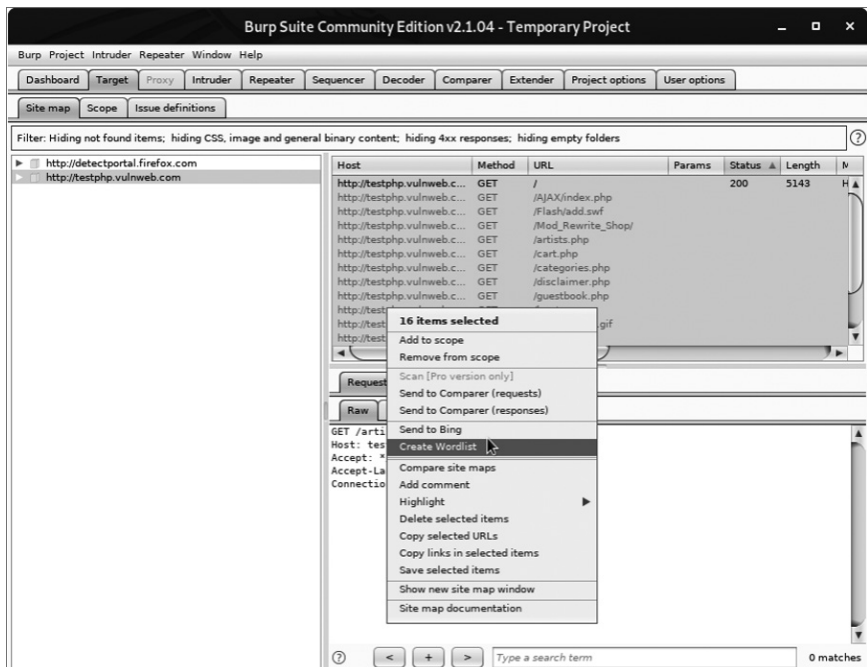 Burp Suite Community Edition v2.1.04 - Temporary Project
Burp Project Intruder Repeater Window Help
Dashboard Target Proxy Intruder Repeater Sequencer Decoder Comparer Extender Project options User options
Site map Scope Issue definitions
Filter: Hiding not found items; hiding CSS, image and general binary content; hiding 4xx responses; hiding empty folders
http://detectportal.firefox.com
http://testphp.vulnweb.com
Host Method URL Params Status Length M
http://testphp.vulnweb.c... GET / 200 5143 H
http://testphp.vulnweb.c... GET /AJAX/index.php
http://testphp.vulnweb.c... GET /Flash/add.swf
http://testphp.vulnweb.c... GET /Mod_Rewrite_Shop/
http://testphp.vulnweb.c... GET /artists.php
http://testphp.vulnweb.c... GET /cart.php
http://testphp.vulnweb.c... GET /categories.php
http://testphp.vulnweb.c... GET /disclaimer.php
http://testphp.vulnweb.c... GET /guestbook.php
http://test .gif
http://test
16 items selected
Add to scope
Remove from scope
Scan [Pro version only]
Send to Comparer (requests)
Send to Comparer (responses)
Send to Bing
Create Wordlist
Compare site maps
Add comment
Highlight
Delete selected items
Copy selected URLs
Copy links in selected items
Save selected items
Show new site map window
Site map documentation
Request
Raw
GET /arti
Host: tes
Accept: *
Accept-La
Connectio
? < + > Type a search term 0 matches